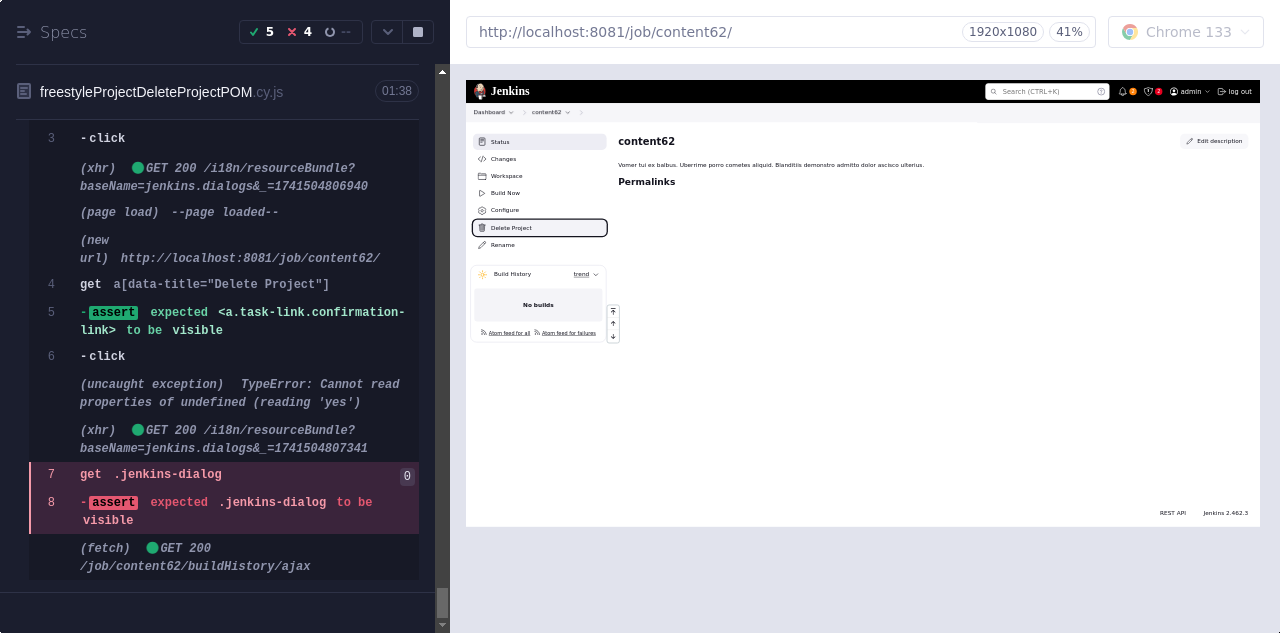 Specs
5
4
--
freestyleProjectDeleteProjectPOM.cy.js
01:38
3 -click
(xhr) GET 200 /i18n/resourceBundle?
baseName=jenkins.dialogs&_=1741504806940
(page load) --page loaded--
(new
url) http://localhost:8081/job/content62/
4 get a[data-title="Delete Project"]
5 -assert expected <a.task-link.confirmation-
link> to be visible
6 -click
(uncaught exception) TypeError: Cannot read
properties of undefined (reading 'yes')
(xhr) GET 200 /i18n/resourceBundle?
baseName=jenkins.dialogs&_=1741504807341
7 get .jenkins-dialog 0
8 -assert expected .jenkins-dialog to be
visible
(fetch) GET 200
/job/content62/buildHistory/ajax
http://localhost:8081/job/content62/
1920x1080
41%
Chrome 133
Jenkins
Search (CTRL+K)
2
2
admin
log out
Dashboard
content62
Status
Changes
Workspace
Build Now
Configure
Delete Project
Rename
Build History
trend
No builds
Atom feed for all
Atom feed for failures
content62
Edit description
Vomer tui ex balbus. Uberrime porro cometes aliquid. Blanditiis demonstro admitto dolor ascisco ulterius.
Permalinks
REST API
Jenkins 2.462.3